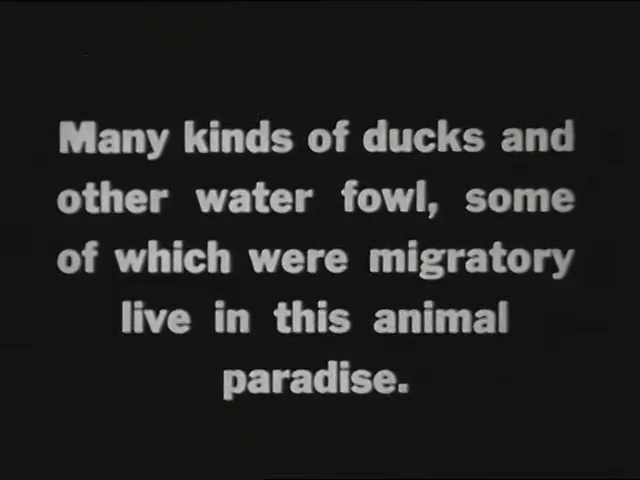 Many kinds of ducks and
other water fowl, some
of which were migratory
live in this animal
paradise.